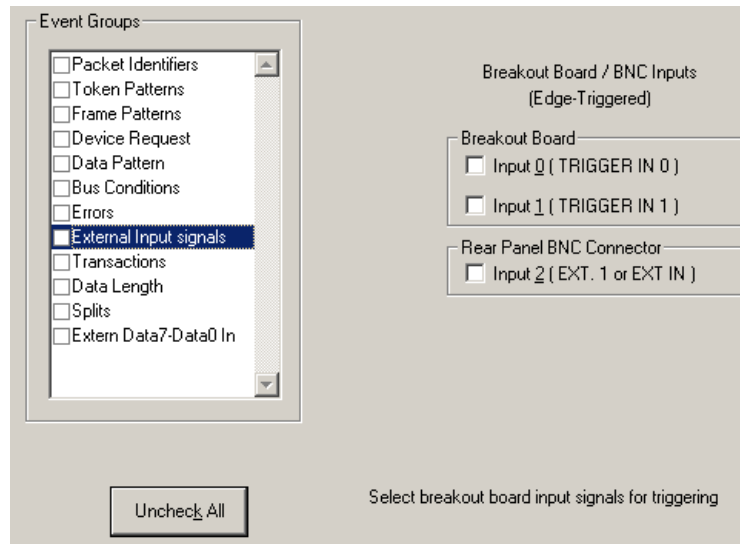 Event Groups
Packet Identifiers
Token Patterns
Frame Patterns
Device Request
Data Pattern
Bus Conditions
Errors
External Input signals
Transactions
Data Length
Splits
Extern Data7-Data0 In
Uncheck All
Breakout Board / BNC Inputs
(Edge-Triggered)
Breakout Board
Input 0 ( TRIGGER IN 0 )
Input 1 ( TRIGGER IN 1 )
Rear Panel BNC Connector
Input 2 ( EXT. 1 or EXT IN )
Select breakout board input signals for triggering